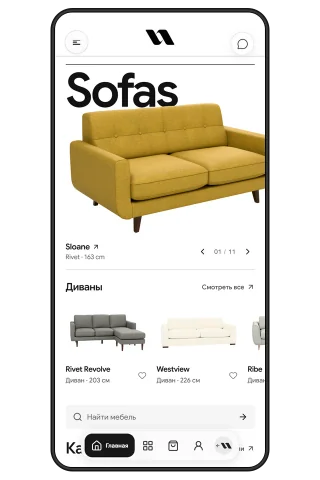 Sofas
Sloane
Rivet · 163 cm
01 / 11
Диваны
Смотреть все
Rivet Revolve
Диван · 203 см
Westview
Диван · 226 см
Ribe
Диван
Найти мебель
Главная